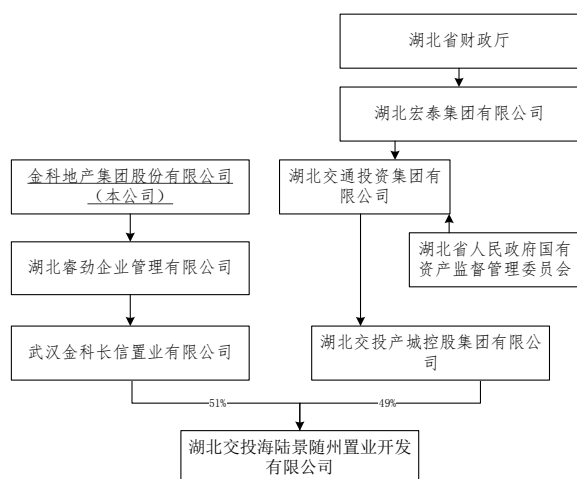 湖北省财政厅
湖北宏泰集团有限公司
金科地产集团股份有限公司
（本公司）
湖北交通投资集团有
限公司
湖北睿劲企业管理有限公司
湖北省人民政府国有
资产监督管理委员会
武汉金科长信置业有限公司
湖北交投产城控股集团有限公
司
51%
49%
湖北交投海陆景随州置业开发
有限公司